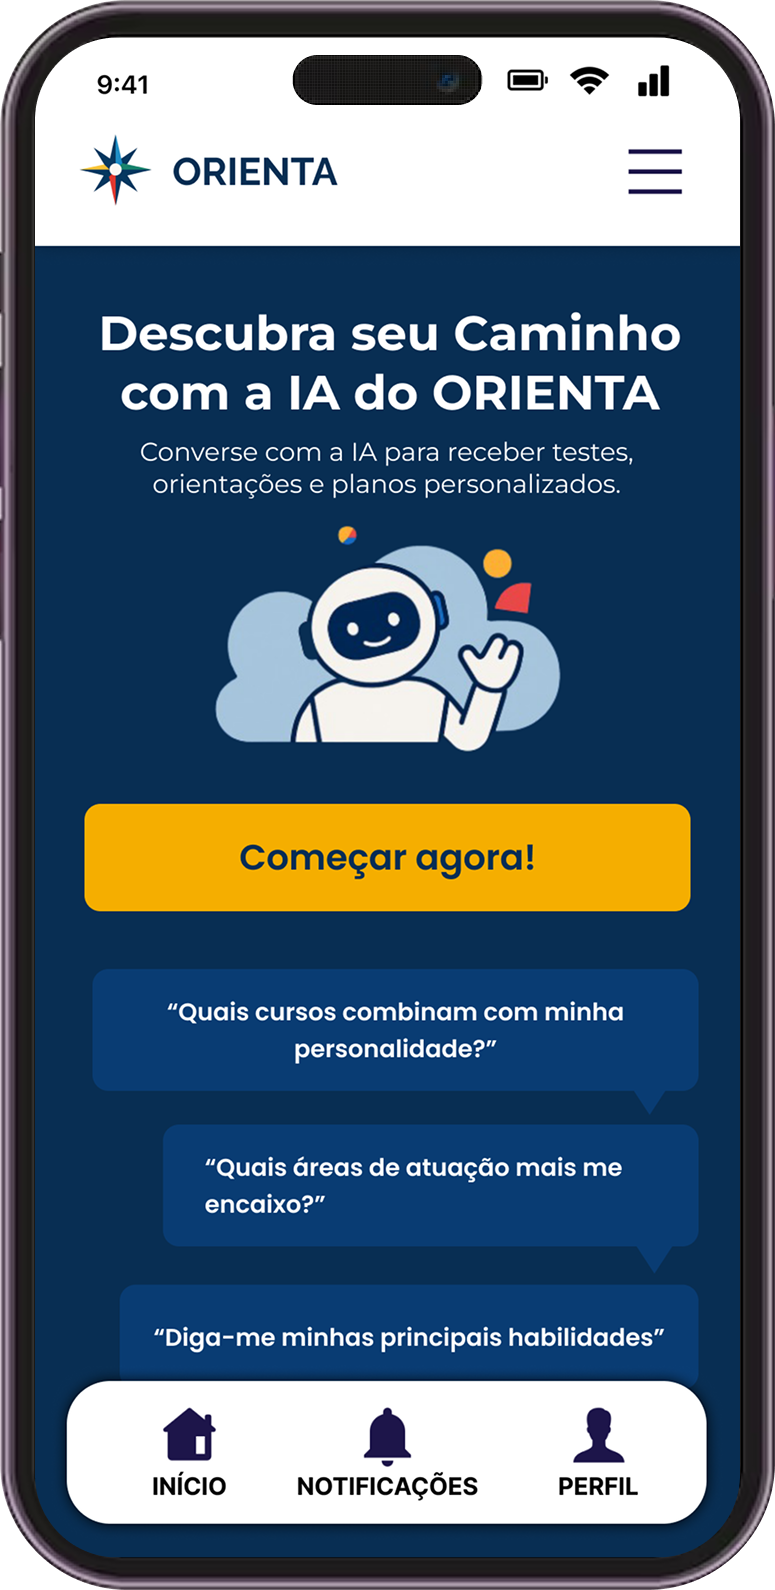 9:41
ORIENTA
Descubra seu Caminho
com a IA do ORIENTA
Converse com a IA para receber testes,
orientações e planos personalizados.
Começar agora!
“Quais cursos combinam com minha
personalidade?”
“Quais áreas de atuação mais me
encaixo?”
“Diga-me minhas principais habilidades”
INÍCIO
NOTIFICAÇÕES
PERFIL